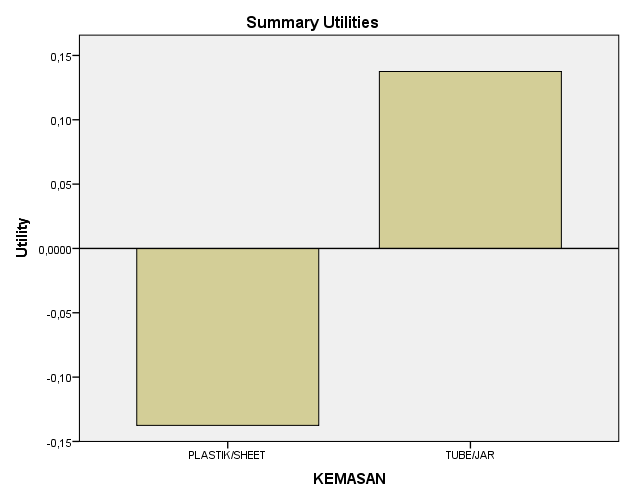 Summary Utilities
0,15
0,10
0,05
0,0000
-0,05
-0,10
-0,15
Utility
PLASTIK/SHEET TUBE/JAR
KEMASAN